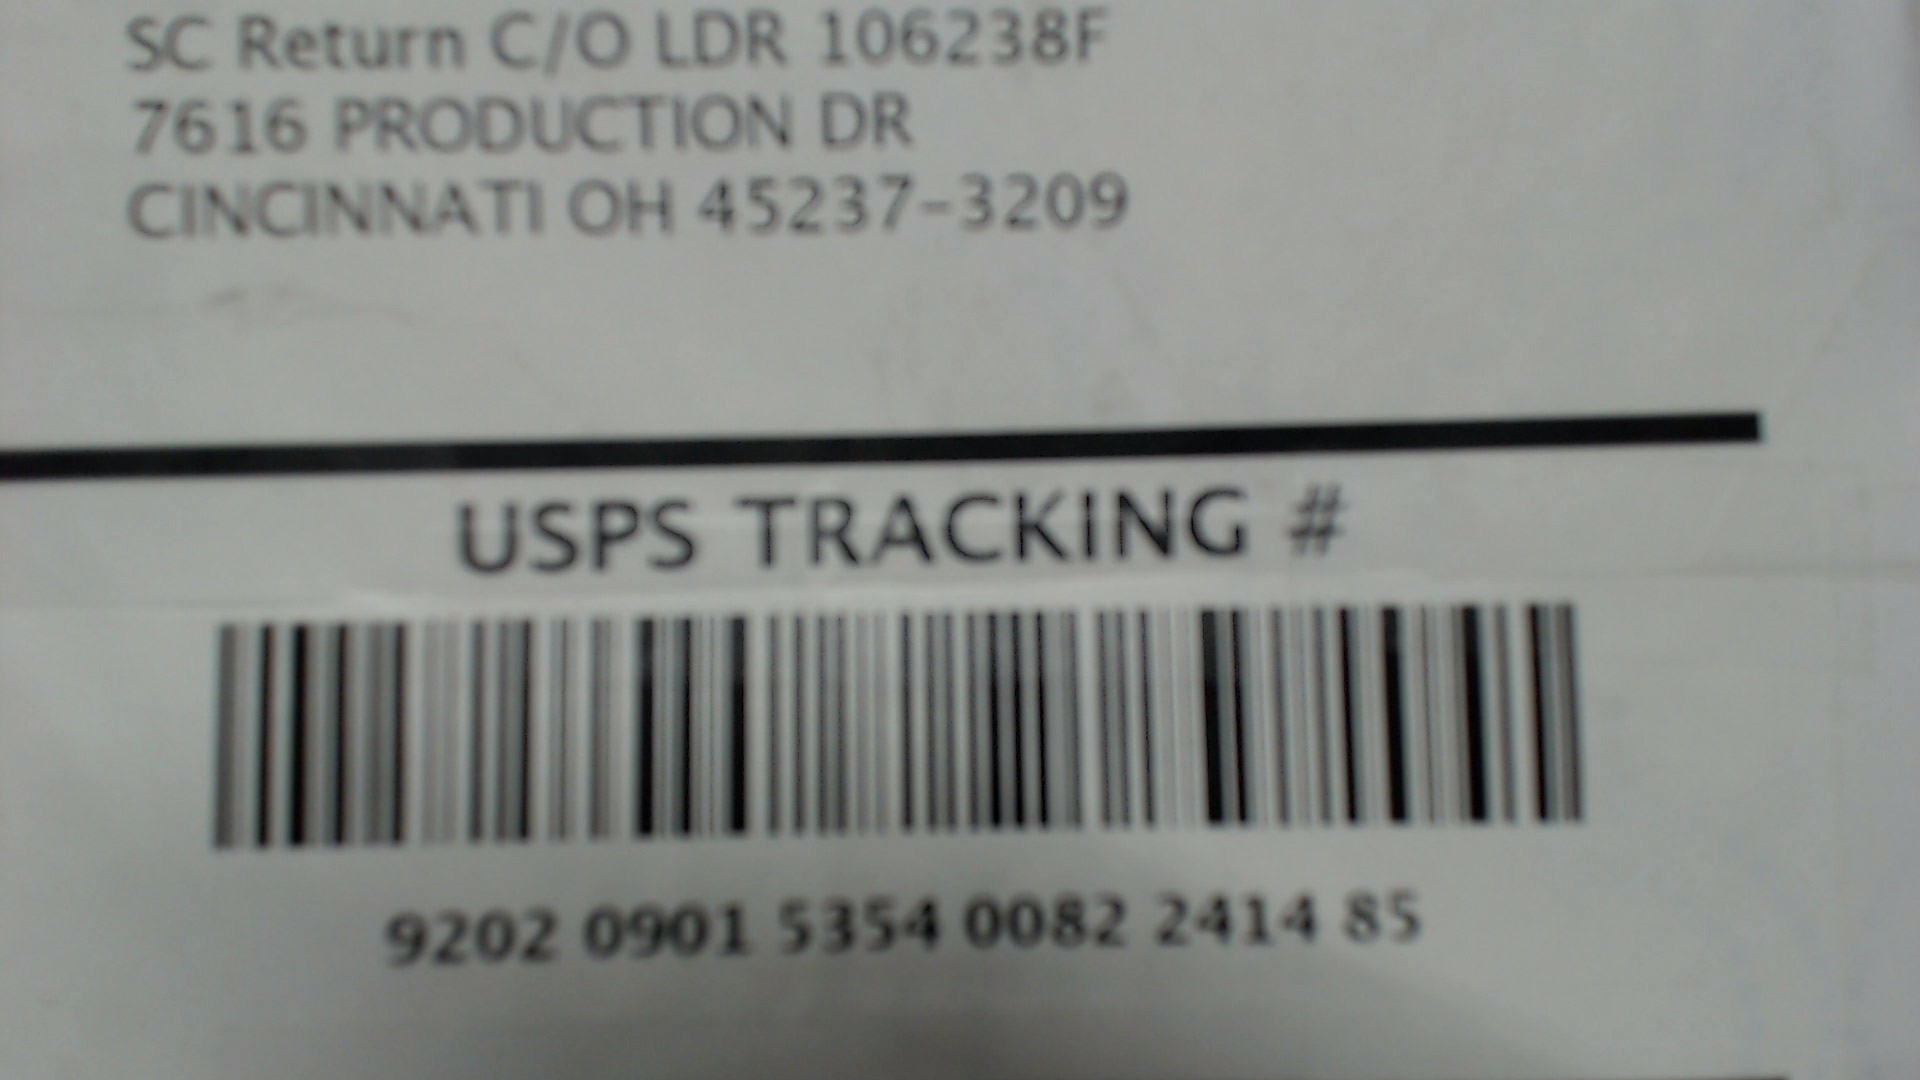 SC Return C/O LDR 106238F
7616 PRODUCTION DR
CINCINNATI OH 45237-3209
USPS TRACKING #
9202 0901 5354 0082 2414 85